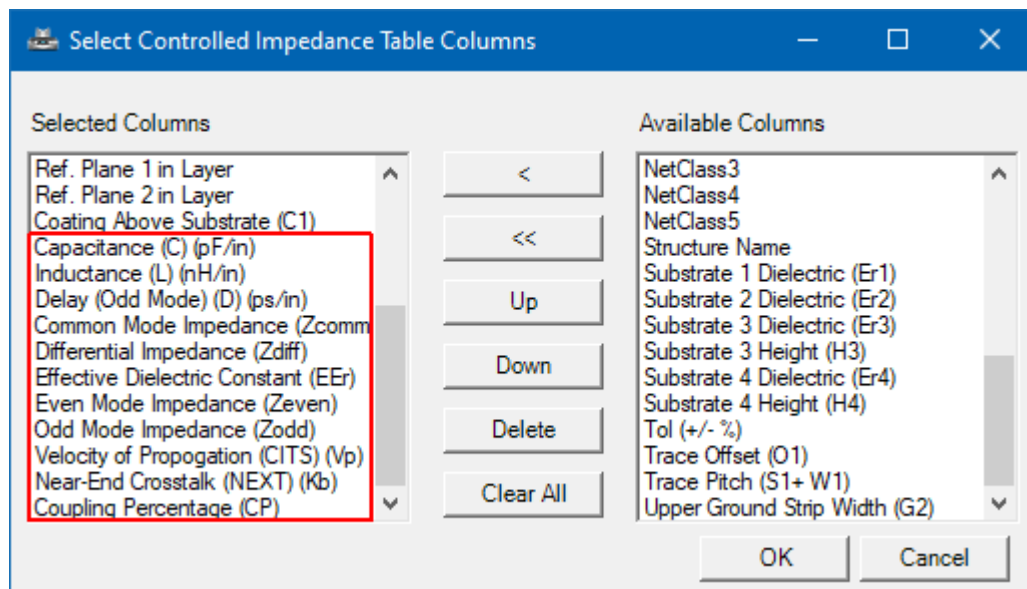 Select Controlled Impedance Table Columns
Selected Columns
Ref. Plane 1 in Layer
Ref. Plane 2 in Layer
Coating Above Substrate (C1)
Capacitance (C) (pF/in)
Inductance (L) (nH/in)
Delay (Odd Mode) (D) (ps/in)
Common Mode Impedance (Zcomm
Differential Impedance (Zdiff)
Effective Dielectric Constant (EEr)
Even Mode Impedance (Zeven)
Odd Mode Impedance (Zodd)
Velocity of Propogation (CITS) (Vp)
Near-End Crosstalk (NEXT) (Kb)
Coupling Percentage (CP)
<
<<
Up
Down
Delete
Clear All
Available Columns
NetClass3
NetClass4
NetClass5
Structure Name
Substrate 1 Dielectric (Er1)
Substrate 2 Dielectric (Er2)
Substrate 3 Dielectric (Er3)
Substrate 3 Height (H3)
Substrate 4 Dielectric (Er4)
Substrate 4 Height (H4)
Tol (+/- %)
Trace Offset (O1)
Trace Pitch (S1+ W1)
Upper Ground Strip Width (G2)
OK
Cancel